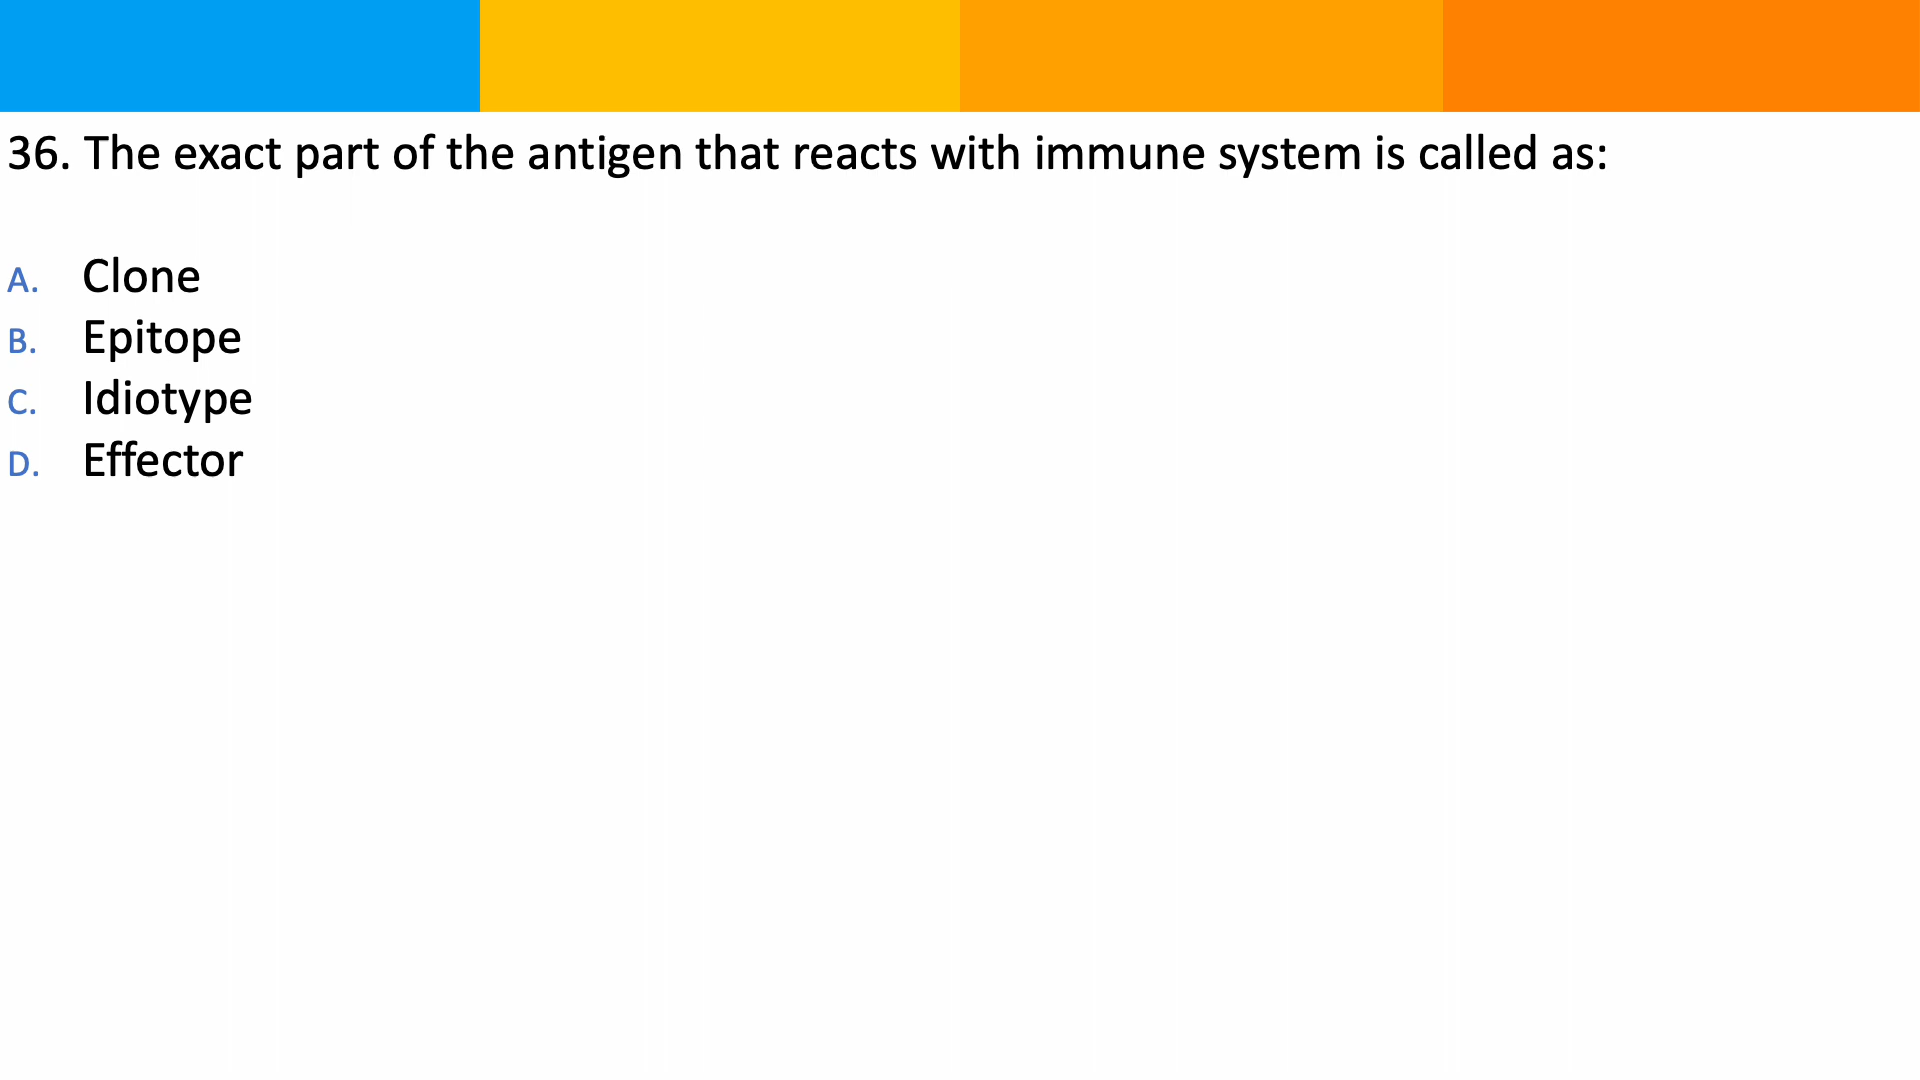 36. The exact part of the antigen that reacts with immune system is called as:
A. Clone
B. Epitope
C. Idiotype
D. Effector